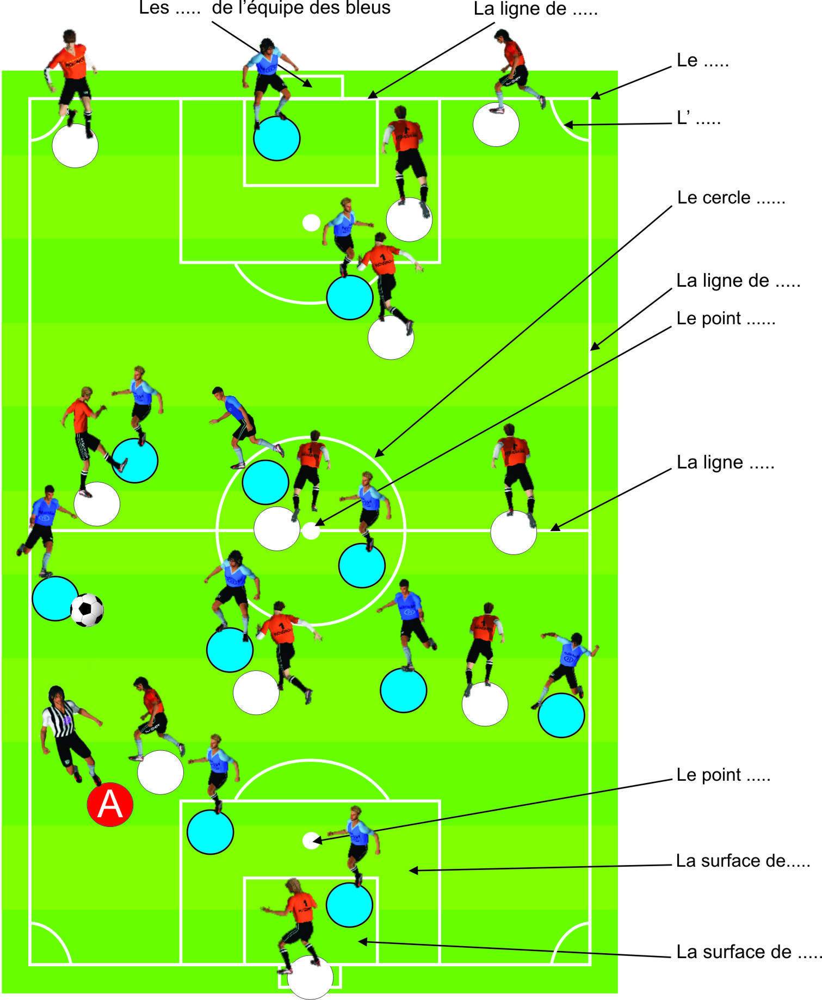 Les ..... de l’équipe des bleus
La ligne de .....
Le .....
L’ .....
Le cercle ......
La ligne de .....
Le point ......
La ligne .....
Le point .....
La surface de.....
La surface de .....
A